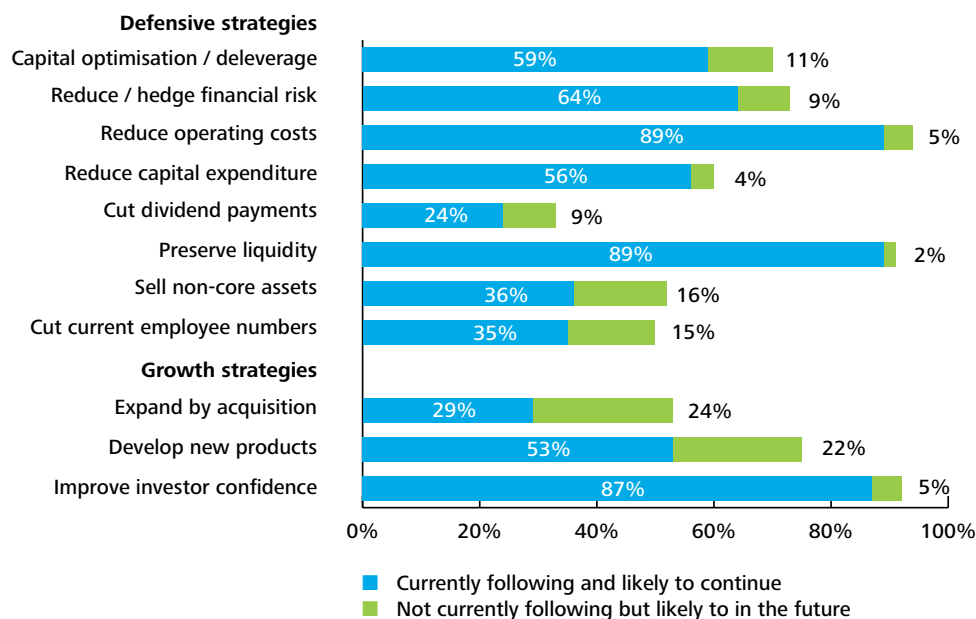 Defensive strategies
Capital optimisation / deleverage 59% 11%
Reduce / hedge financial risk 64% 9%
Reduce operating costs 89% 5%
Reduce capital expenditure 56% 4%
Cut dividend payments 24% 9%
Preserve liquidity 89% 2%
Sell non-core assets 36% 16%
Cut current employee numbers 35% 15%
Growth strategies
Expand by acquisition 29% 24%
Develop new products 53% 22%
Improve investor confidence 87% 5%
0% 20% 40% 60% 80% 100%
Currently following and likely to continue
Not currently following but likely to in the future